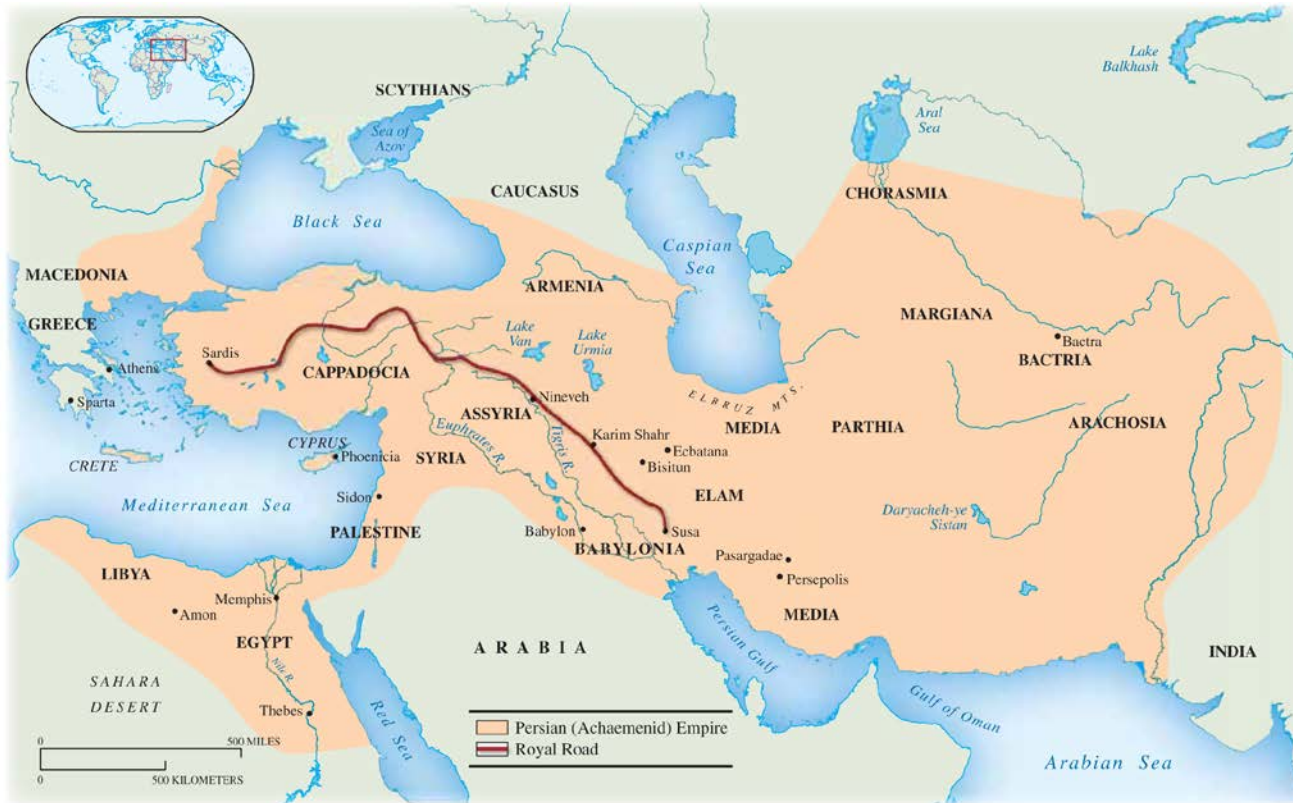 Lake
Balkhash
SCYTHIANS
Sea of
Azov
Aral
Sea
CAUCASUS
CHORASMIA
Black Sea
Caspian
Sea
MACEDONIA
ARMENIA
MARGIANA
GREECE
Lake
Van
Lake
Urmia
Bactra
BACTRIA
Sardis
Athens
CAPPADOCIA
ELBRUZ MTS.
Sparta
Nineveh
ASSYRIA
MEDIA
PARTHIA
ARACHOSIA
Karim Shahr
Euphrates R.
Tigris R.
CYPRUS
Phoenicia
SYRIA
Ecbatana
Bisitun
CRETE
Mediterranean Sea
Sidon
ELAM
Daryacheh-ye
Sistan
PALESTINE
Babylon
BABYLONIA
Susa
Pasargadae
Persepolis
LIBYA
Memphis
Amon
MEDIA
EGYPT
Nile R.
ARABIA
Persian Gulf
INDIA
SAHARA
DESERT
Thebes
Red Sea
Gulf of Oman
Arabian Sea
Persian (Achaemenid) Empire
Royal Road
0 500 MILES
0 500 KILOMETERS